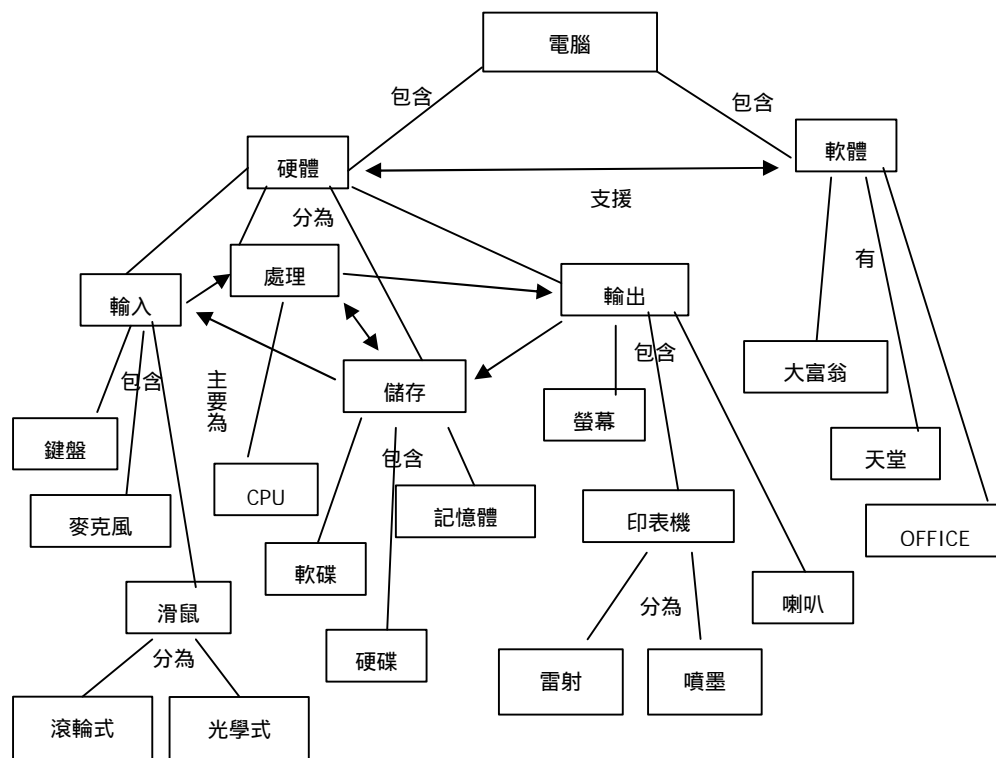 電腦
包含
包含
硬體
軟體
支援
分為
處理
有
輸入
輸出
包含
包含
主要為
儲存
大富翁
螢幕
鍵盤
包含
天堂
CPU
記憶體
麥克風
印表機
OFFICE
軟碟
滑鼠
分為
喇叭
分為
硬碟
雷射
噴墨
滾輪式
光學式